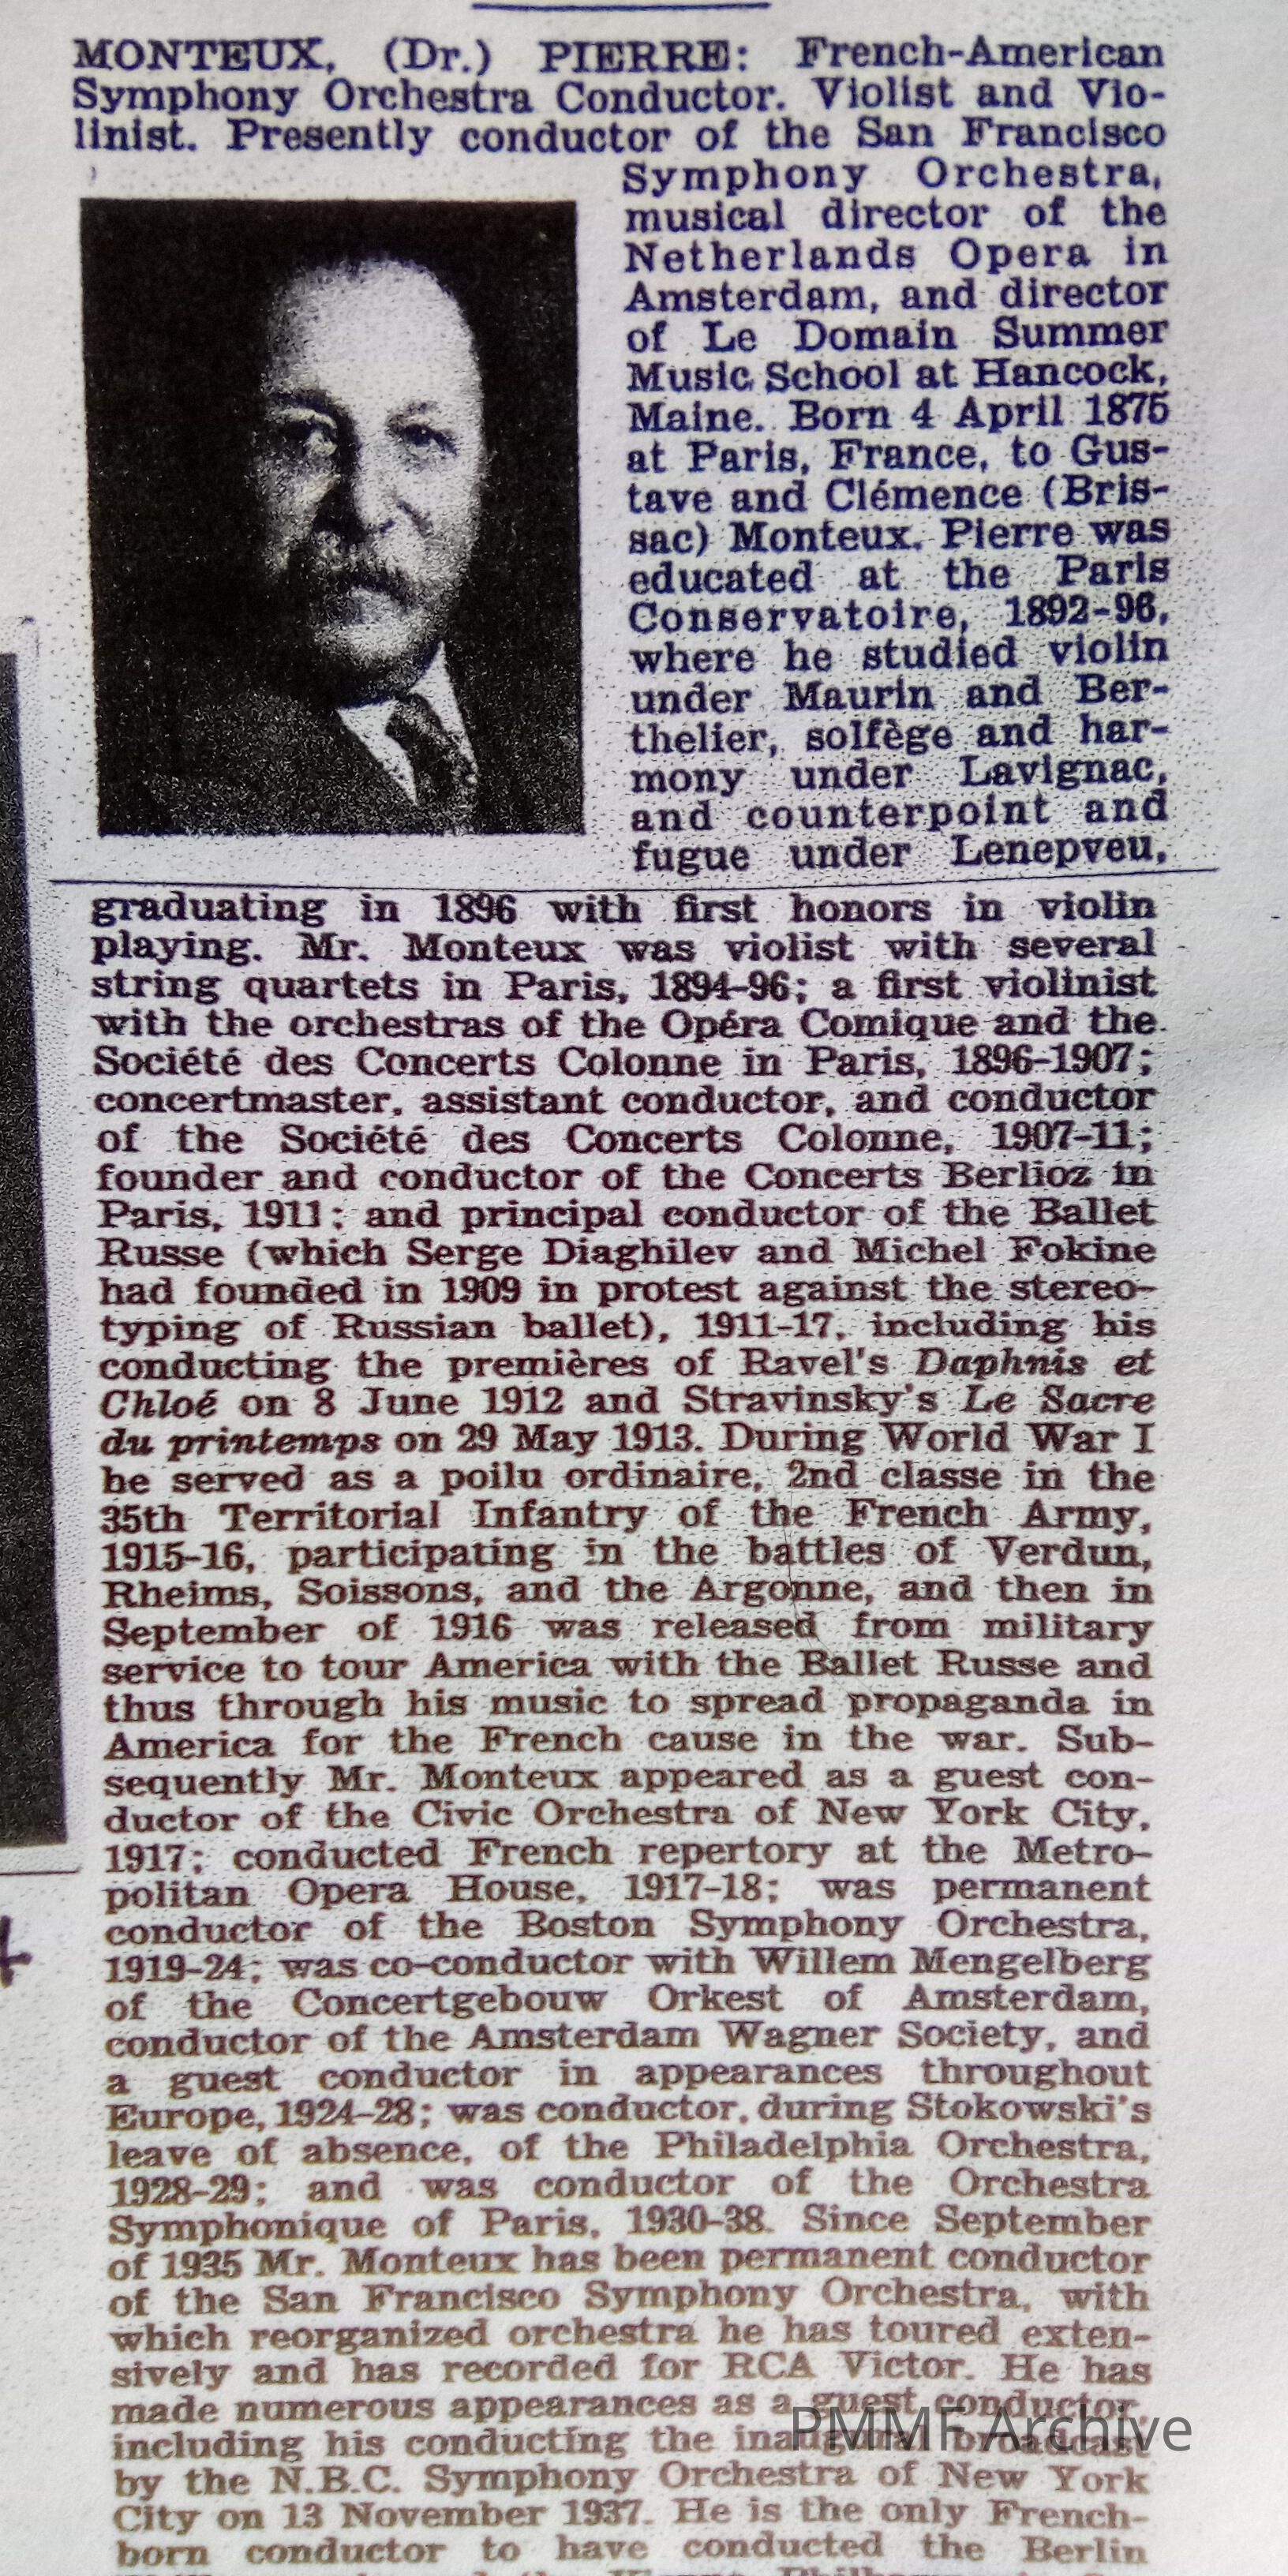 MONTEUX, (Dr.) PIERRE: French-American
Symphony Orchestra Conductor. Violist and Vio-
linist. Presently conductor of the San Francisco
Symphony Orchestra,
musical director of the
Netherlands Opera in
Amsterdam, and director
of Le Domain Summer
Music School at Hancock,
Maine. Born 4 April 1875
at Paris, France, to Gus-
tave and Clémence (Bris-
sac) Monteux. Pierre was
educated at the Paris
Conservatoire, 1892-96,
where he studied violin
under Maurin and Ber-
thelier, solfège and har-
mony under Lavignac,
and counterpoint and
fugue under Lenepveu,
graduating in 1896 with first honors in violin
playing. Mr. Monteux was violist with several
string quartets in Paris, 1894-96; a first violinist
with the orchestras of the Opéra Comique and the
Société des Concerts Colonne in Paris, 1896-1907;
concertmaster, assistant conductor, and conductor
of the Société des Concerts Colonne, 1907-11;
founder and conductor of the Concerts Berlioz in
Paris, 1911; and principal conductor of the Ballet
Russe (which Serge Diaghilev and Michel Fokine
had founded in 1909 in protest against the stereo-
typing of Russian ballet), 1911-17, including his
conducting the premières of Ravel's Daphnis et
Chloé on 8 June 1912 and Stravinsky's Le Sacre
du printemps on 29 May 1913. During World War I
he served as a poilu ordinaire, 2nd classe in the
35th Territorial Infantry of the French Army,
1915-16, participating in the battles of Verdun,
Rheims, Soissons, and the Argonne, and then in
September of 1916 was released from military
service to tour America with the Ballet Russe and
thus through his music to spread propaganda in
America for the French cause in the war. Sub-
sequently Mr. Monteux appeared as a guest con-
ductor of the Civic Orchestra of New York City,
1917; conducted French repertory at the Metro-
politan Opera House, 1917-18; was permanent
conductor of the Boston Symphony Orchestra,
1919-24; was co-conductor with Willem Mengelberg
of the Concertgebouw Orkest of Amsterdam,
conductor of the Amsterdam Wagner Society, and
a guest conductor in appearances throughout
Europe, 1924-28; was conductor, during Stokowski's
leave of absence, of the Philadelphia Orchestra,
1928-29; and was conductor of the Orchestra
Symphonique of Paris, 1930-38. Since September
of 1935 Mr. Monteux has been permanent conductor
of the San Francisco Symphony Orchestra, with
which reorganized orchestra he has toured exten-
sively and has recorded for RCA Victor. He has
made numerous appearances as a guest conductor,
including his conducting the inaugural broadcast
by the N.B.C. Symphony Orchestra of New York
City on 13 November 1937. He is the only French-
born conductor to have conducted the Berlin
PMMF Archive